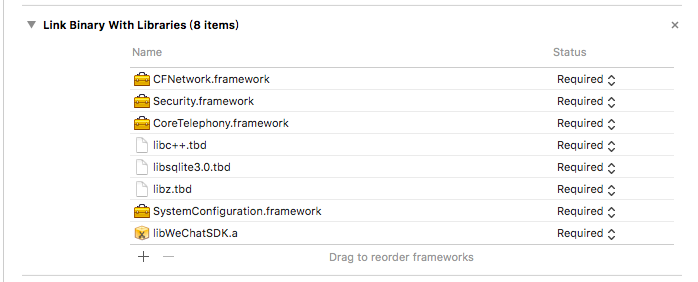 Link Binary With Libraries (8 items)
Name Status
CFNetwork.framework Required
Security.framework Required
CoreTelephony.framework Required
libc++.tbd Required
libsqlite3.0.tbd Required
libz.tbd Required
SystemConfiguration.framework Required
libWeChatSDK.a Required
Drag to reorder frameworks